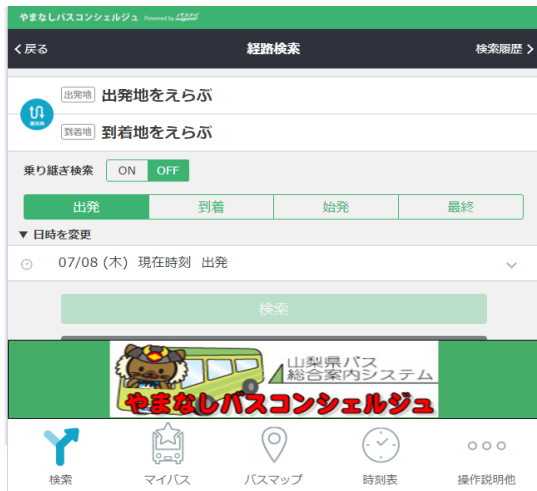 やまなしバスコンシェルジュ Powered by
戻る 経路検索 検索履歴
出発地 出発地をえらぶ
到着地 到着地をえらぶ
乗り継ぎ検索 ON OFF
出発 到着 始発 最終
▼ 日時を変更
07/08 (木) 現在時刻 出発
検索
山梨県バス
総合案内システム
やまなしバスコンシェルジュ
検索 マイバス バスマップ 時刻表 操作説明他